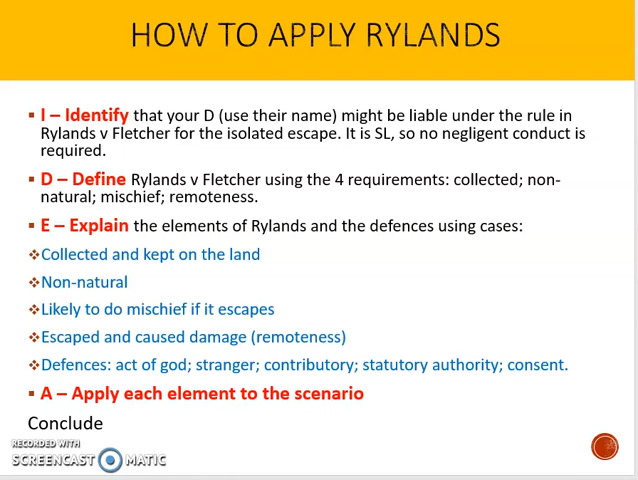 HOW TO APPLY RYLANDS
I – Identify that your D (use their name) might be liable under the rule in
Rylands v Fletcher for the isolated escape. It is SL, so no negligent conduct is
required.
D – Define Rylands v Fletcher using the 4 requirements: collected; non-
natural; mischief; remoteness.
E – Explain the elements of Rylands and the defences using cases:
Collected and kept on the land
Non-natural
Likely to do mischief if it escapes
Escaped and caused damage (remoteness)
Defences: act of god; stranger; contributory; statutory authority; consent.
A – Apply each element to the scenario
Conclude
RECORDED WITH
SCREENCAST MATIC